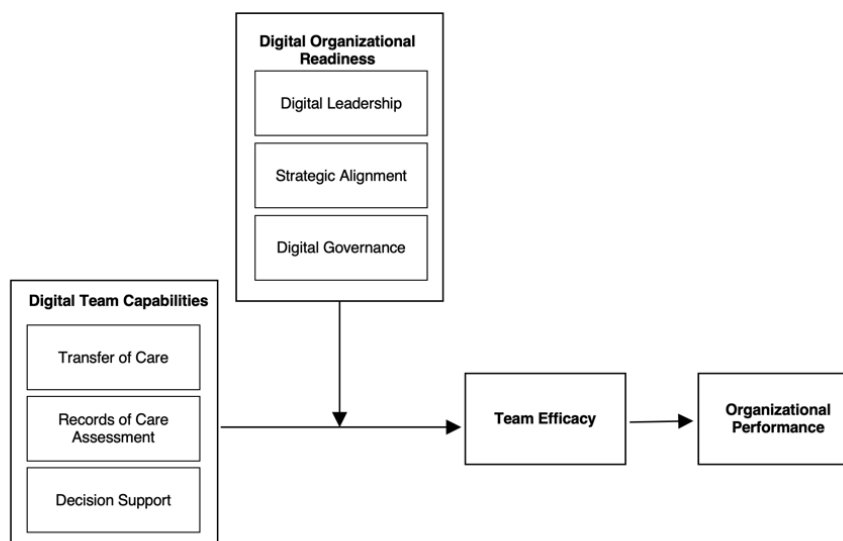 Digital Organizational
Readiness
Digital Leadership
Strategic Alignment
Digital Governance
Digital Team Capabilities
Transfer of Care
Records of Care
Assessment
Decision Support
Team Efficacy
Organizational
Performance